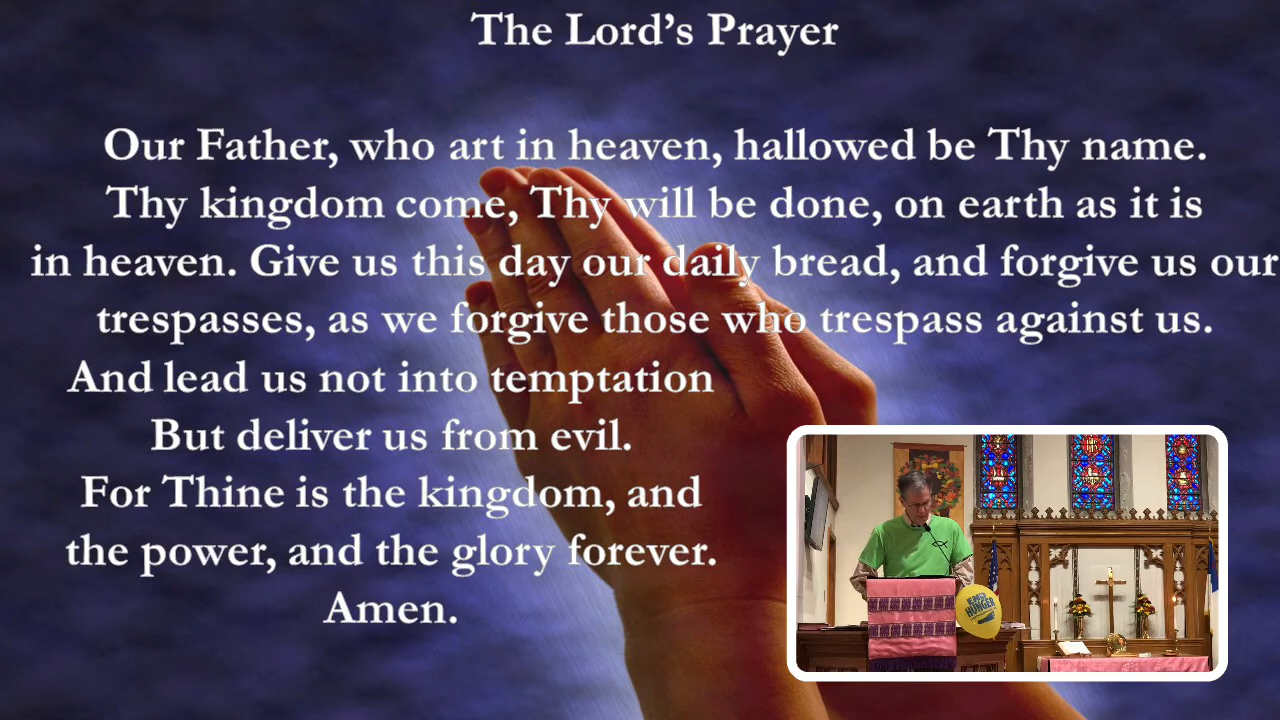 The Lord’s Prayer
Our Father, who art in heaven, hallowed be Thy name.
Thy kingdom come, Thy will be done, on earth as it is
in heaven. Give us this day our daily bread, and forgive us our
trespasses, as we forgive those who trespass against us.
And lead us not into temptation
But deliver us from evil.
For Thine is the kingdom, and
the power, and the glory forever.
Amen.
END
HUNGER